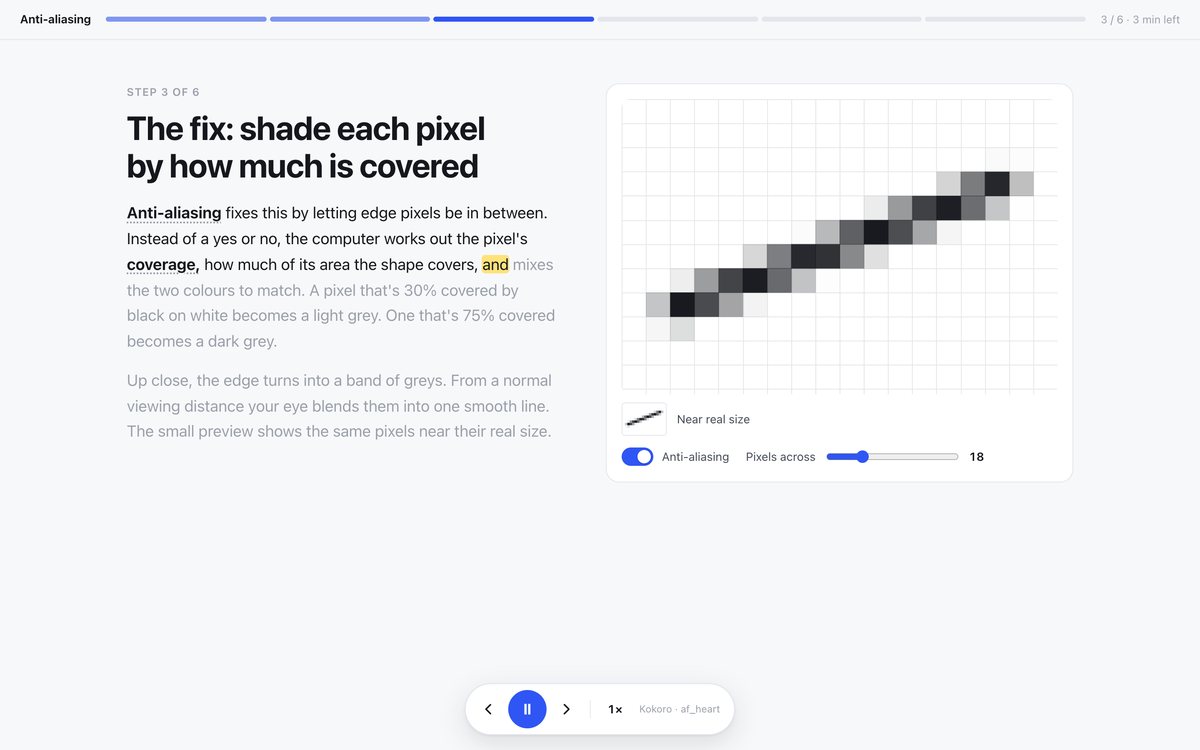 Anti-aliasing
3 / 6 · 3 min left
STEP 3 OF 6
The fix: shade each pixel
by how much is covered
Anti-aliasing fixes this by letting edge pixels be in between.
Instead of a yes or no, the computer works out the pixel's
coverage, how much of its area the shape covers, and mixes
the two colours to match. A pixel that's 30% covered by
black on white becomes a light grey. One that's 75% covered
becomes a dark grey.
Up close, the edge turns into a band of greys. From a normal
viewing distance your eye blends them into one smooth line.
The small preview shows the same pixels near their real size.
Near real size
Anti-aliasing Pixels across 18
1× Kokoro · af_heart